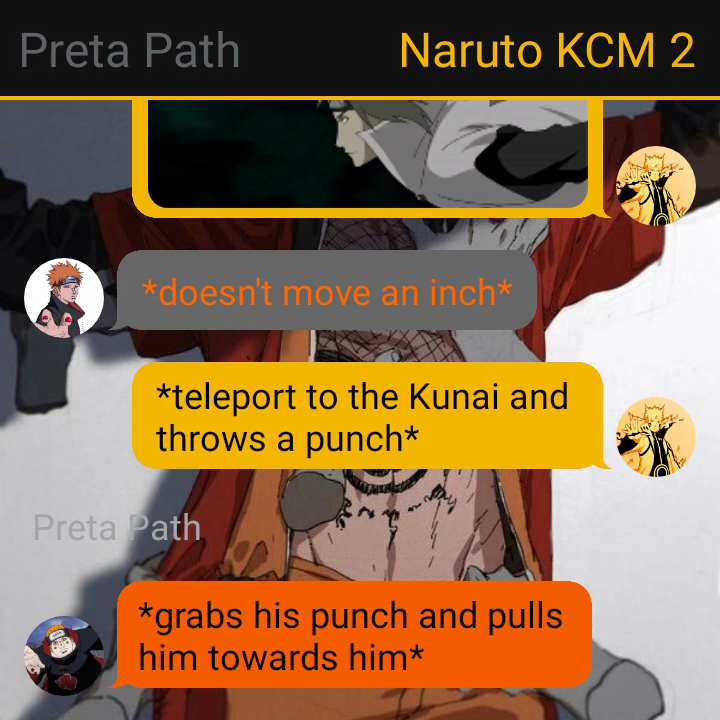 Preta Path
Naruto KCM 2
*doesn't move an inch*
*teleport to the Kunai and
throws a punch*
Preta Path
*grabs his punch and pulls
him towards him*